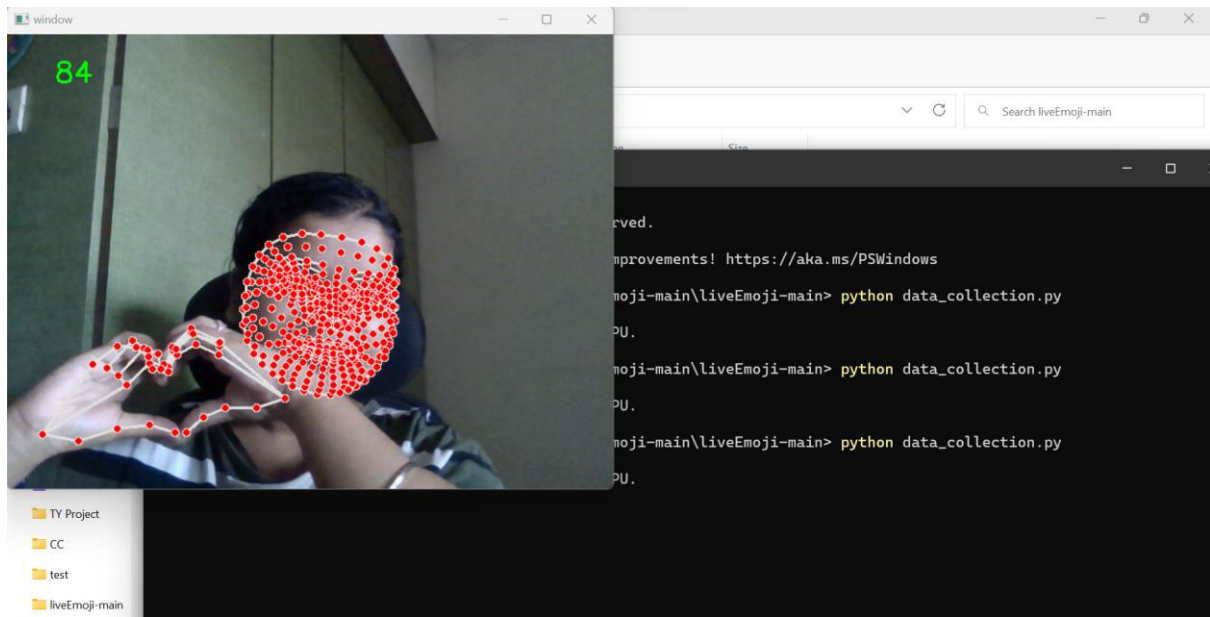 window
84
Search liveEmoji-main
Size
rved.
mprovements! https://aka.ms/PSWindows
moji-main\liveEmoji-main> python data_collection.py
PU.
moji-main\liveEmoji-main> python data_collection.py
PU.
moji-main\liveEmoji-main> python data_collection.py
PU.
TY Project
CC
test
liveEmoji-main